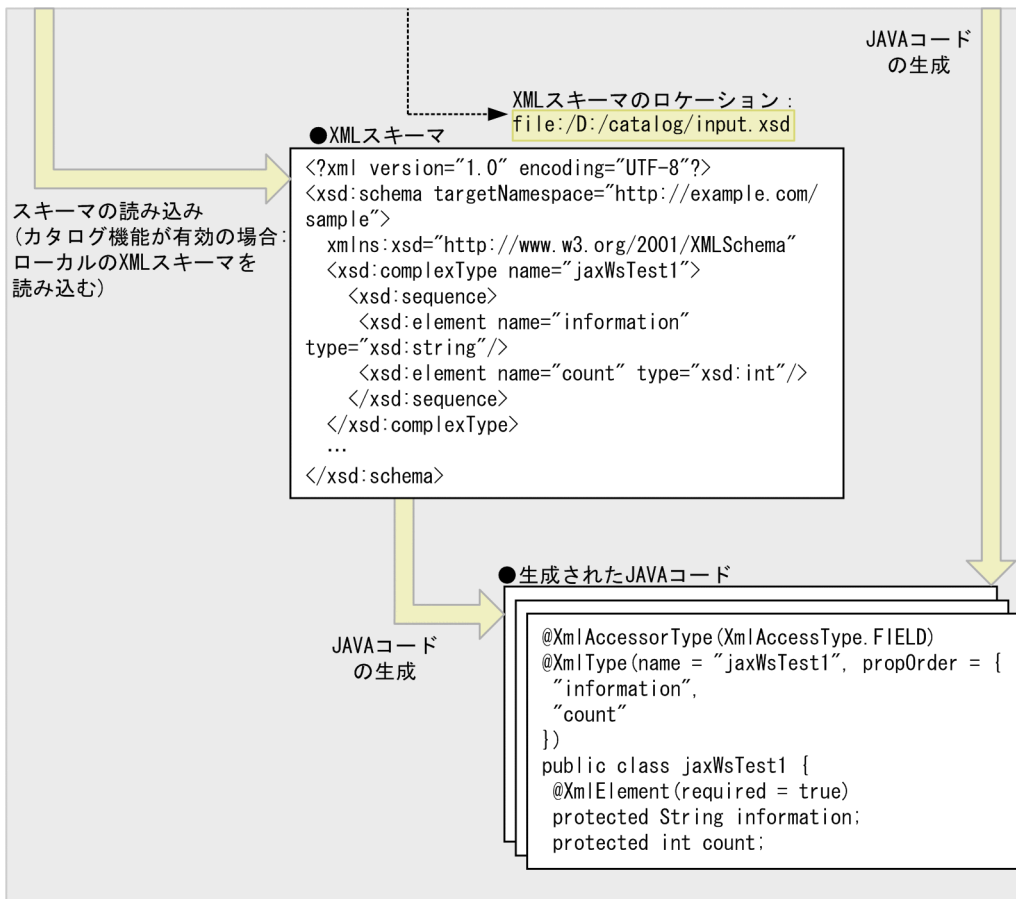 JAVAコード
の生成
XMLスキーマのロケーション：
file:/D:/catalog/input.xsd
●XMLスキーマ
<?xml version="1.0" encoding="UTF-8"?>
<xsd:schema targetNamespace="http://example.com/
sample">
xmlns:xsd="http://www.w3.org/2001/XMLSchema"
<xsd:complexType name="jaxWsTest1">
<xsd:sequence>
<xsd:element name="information"
type="xsd:string"/>
<xsd:element name="count" type="xsd:int"/>
</xsd:sequence>
</xsd:complexType>
…
</xsd:schema>
スキーマの読み込み
(カタログ機能が有効の場合：
ローカルのXMLスキーマを
読み込む)
JAVAコード
の生成
●生成されたJAVAコード
@XmlAccessorType(XmlAccessType.FIELD)
@XmlType(name = "jaxWsTest1", propOrder = {
"information",
"count"
})
public class jaxWsTest1 {
@XmlElement(required = true)
protected String information;
protected int count;